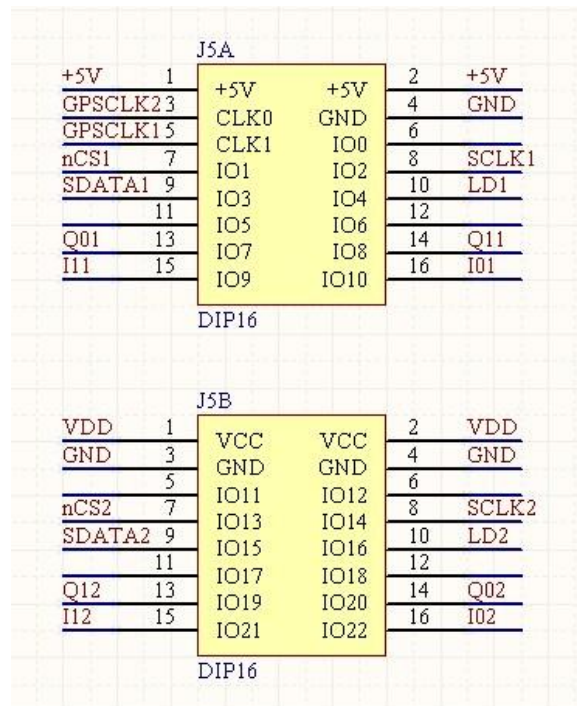 J5A
+5V 1 +5V +5V 2 +5V
GPSCLK2 3 CLK0 GND 4 GND
GPSCLK1 5 CLK1 IO0 6
nCS1 7 IO1 IO2 8 SCLK1
SDATA1 9 IO3 IO4 10 LD1
11 IO5 IO6 12
Q01 13 IO7 IO8 14 Q11
I11 15 IO9 IO10 16 I01
DIP16
J5B
VDD 1 VCC VCC 2 VDD
GND 3 GND GND 4 GND
5 IO11 IO12 6
nCS2 7 IO13 IO14 8 SCLK2
SDATA2 9 IO15 IO16 10 LD2
11 IO17 IO18 12
Q12 13 IO19 IO20 14 Q02
I12 15 IO21 IO22 16 I02
DIP16